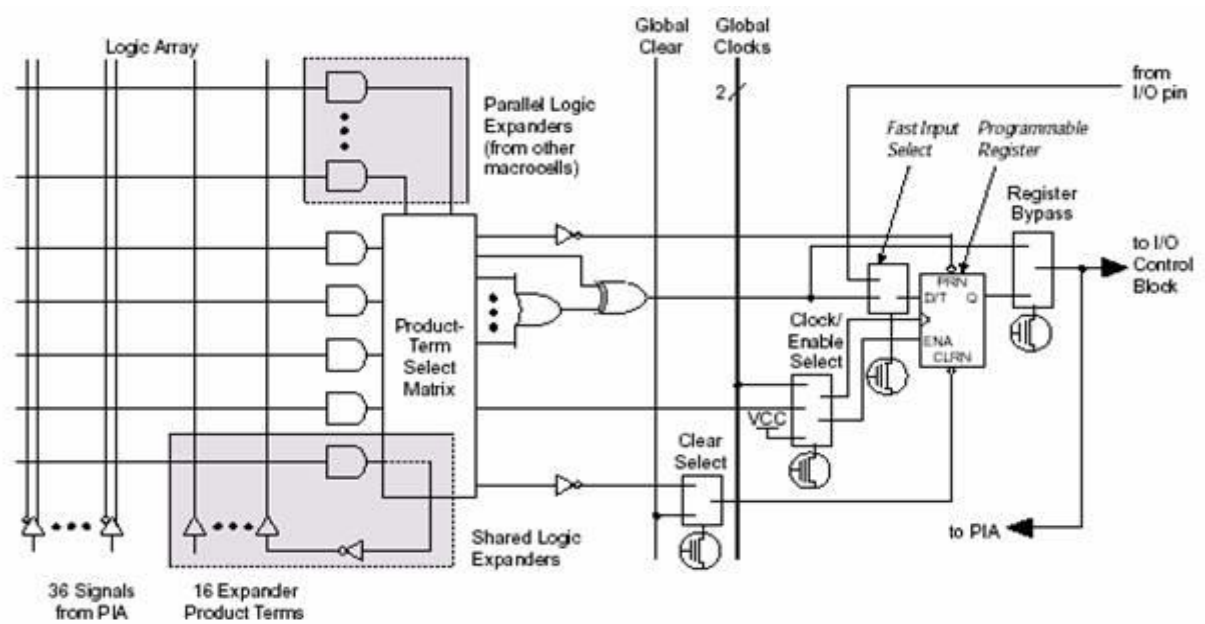 Logic Array
Global
Clear
Global
Clocks
2
from
I/O pin
Parallel Logic
Expanders
(from other
macrocells)
Fast Input
Select
Programmable
Register
Register
Bypass
to I/O
Control
Block
PRN
D/T Q
ENA
CLRN
Clock/
Enable
Select
Product-
Term
Select
Matrix
VCC
Clear
Select
to PIA
Shared Logic
Expanders
36 Signals
from PIA
16 Expander
Product Terms